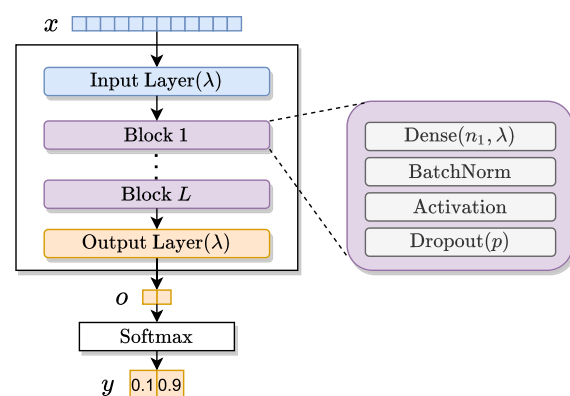 x
Input Layer(λ)
Block 1
Block L
Output Layer(λ)
o
Softmax
y 0.1 0.9
Dense(n₁, λ)
BatchNorm
Activation
Dropout(p)